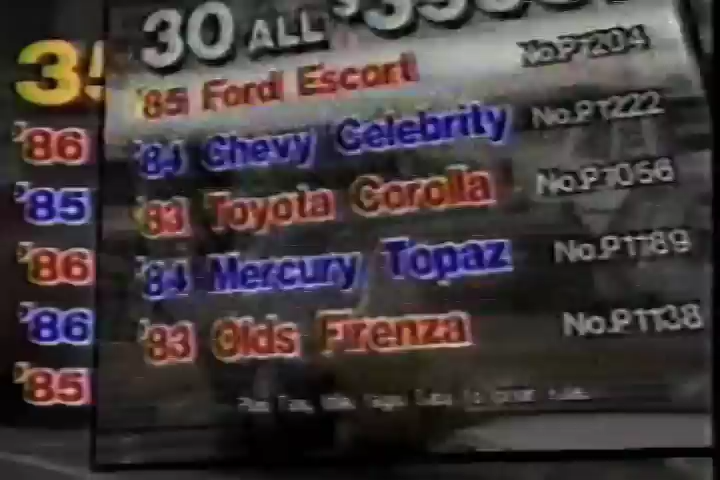 30 ALL
'85 Ford Escort No.P1204
'84 Chevy Celebrity No.P1222
'83 Toyota Corolla No.P1066
'84 Mercury Topaz No.P1189
'83 Olds Firenza No.P1138
'86
'85
'86
'86
'85